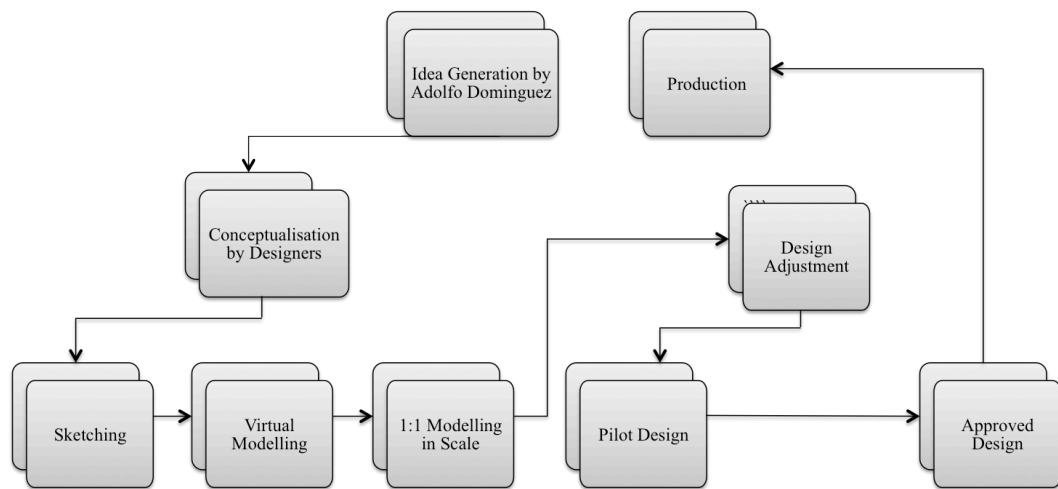 Idea Generation by
Adolfo Dominguez
Production
Conceptualisation
by Designers
Design
Adjustment
Sketching
Virtual
Modelling
1:1 Modelling
in Scale
Pilot Design
Approved
Design